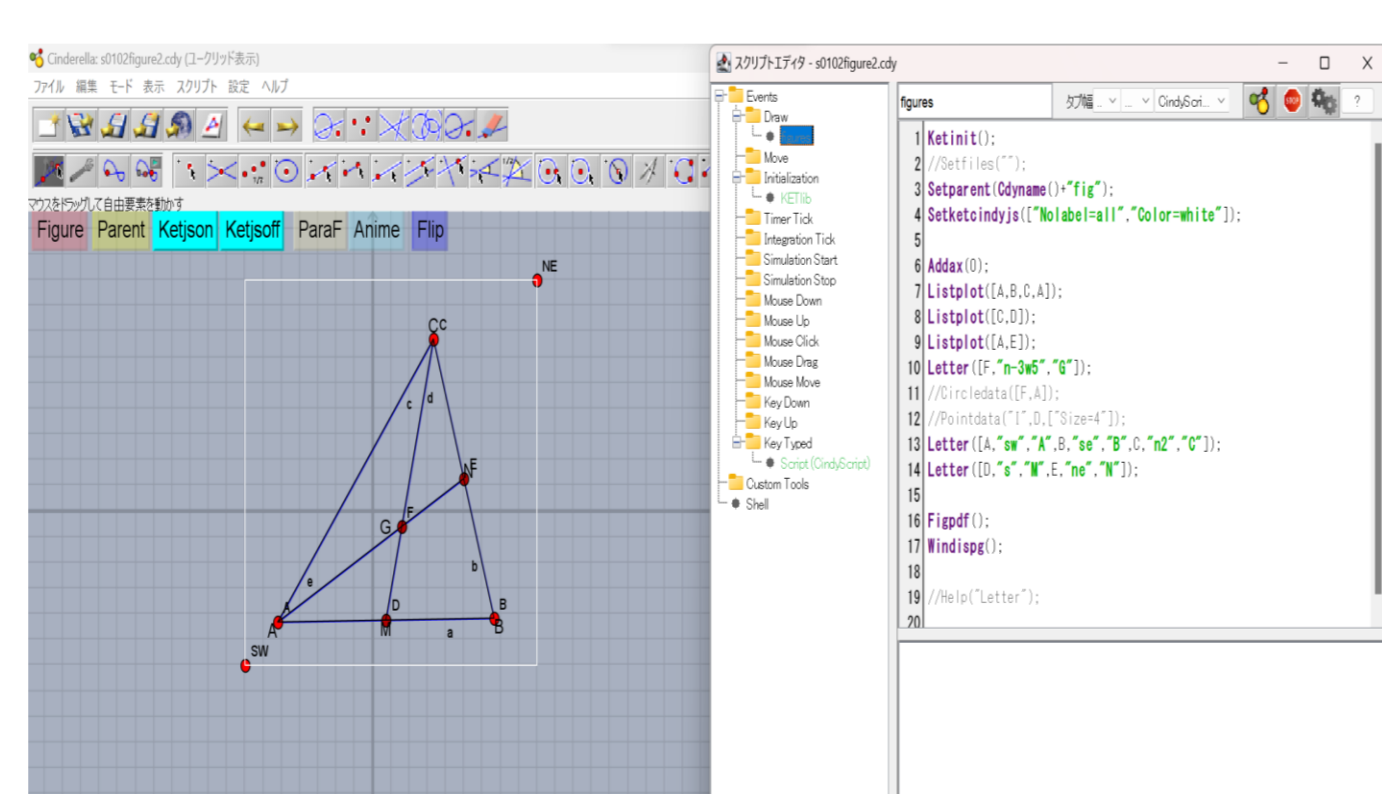 Cinderella: s0102figure2.cdy (ユークリッド表示)
ファイル 編集 モード 表示 スクリプト 設定 ヘルプ
マウスをドラッグして自由要素を動かす
Figure Parent Ketjson Ketjsoff ParaF Anime Flip
NE
C c
c d
N E
G F
b
e
A D B
A M a B
SW
スクリプトエディタ - s0102figure2.cdy
Events
Draw
figures
Move
Initialization
KETlib
Timer Tick
Integration Tick
Simulation Start
Simulation Stop
Mouse Down
Mouse Up
Mouse Click
Mouse Drag
Mouse Move
Key Down
Key Up
Key Typed
Script (CindyScript)
Custom Tools
Shell
figures タブ幅 .. ... CindyScri... STOP ?
1 Ketinit();
2 //Setfiles("");
3 Setparent(Cdyname()+"fig");
4 Setketcindyjs(["Nolabel=all","Color=white"]);
5
6 Addax(0);
7 Listplot([A,B,C,A]);
8 Listplot([C,D]);
9 Listplot([A,E]);
10 Letter([F,"n-3w5","G"]);
11 //Circledata([F,A]);
12 //Pointdata("1",D,["Size=4"]);
13 Letter([A,"sw","A",B,"se","B",C,"n2","C"]);
14 Letter([D,"s","M",E,"ne","N"]);
15
16 Figpdf();
17 Windispg();
18
19 //Help("Letter");
20